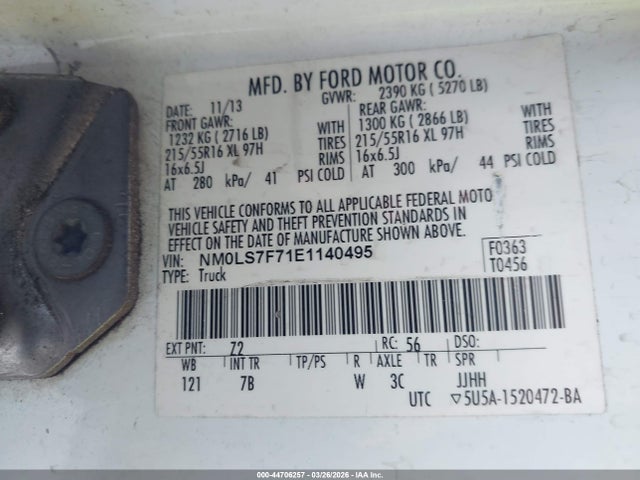 MFD. BY FORD MOTOR CO.
DATE: 11/13 GVWR: 2390 KG ( 5270 LB)
FRONT GAWR: REAR GAWR:
1232 KG ( 2716 LB) WITH 1300 KG ( 2866 LB) WITH
215/55R16 XL 97H TIRES 215/55R16 XL 97H TIRES
16x6.5J RIMS 16x6.5J RIMS
AT 280 kPa/ 41 PSI COLD AT 300 kPa/ 44 PSI COLD
THIS VEHICLE CONFORMS TO ALL APPLICABLE FEDERAL MOTO
VEHICLE SAFETY AND THEFT PREVENTION STANDARDS IN
EFFECT ON THE DATE OF MANUFACTURE SHOWN ABOVE.
VIN: NM0LS7F71E1140495 F0363
TYPE: Truck T0456
EXT PNT: Z2 RC: 56 DSO:
WB INT TR TP/PS R AXLE TR SPR
121 7B W 3C JJHH
UTC ▽5U5A-1520472-BA
000-44706257 - 03/26/2026 - IAA Inc.